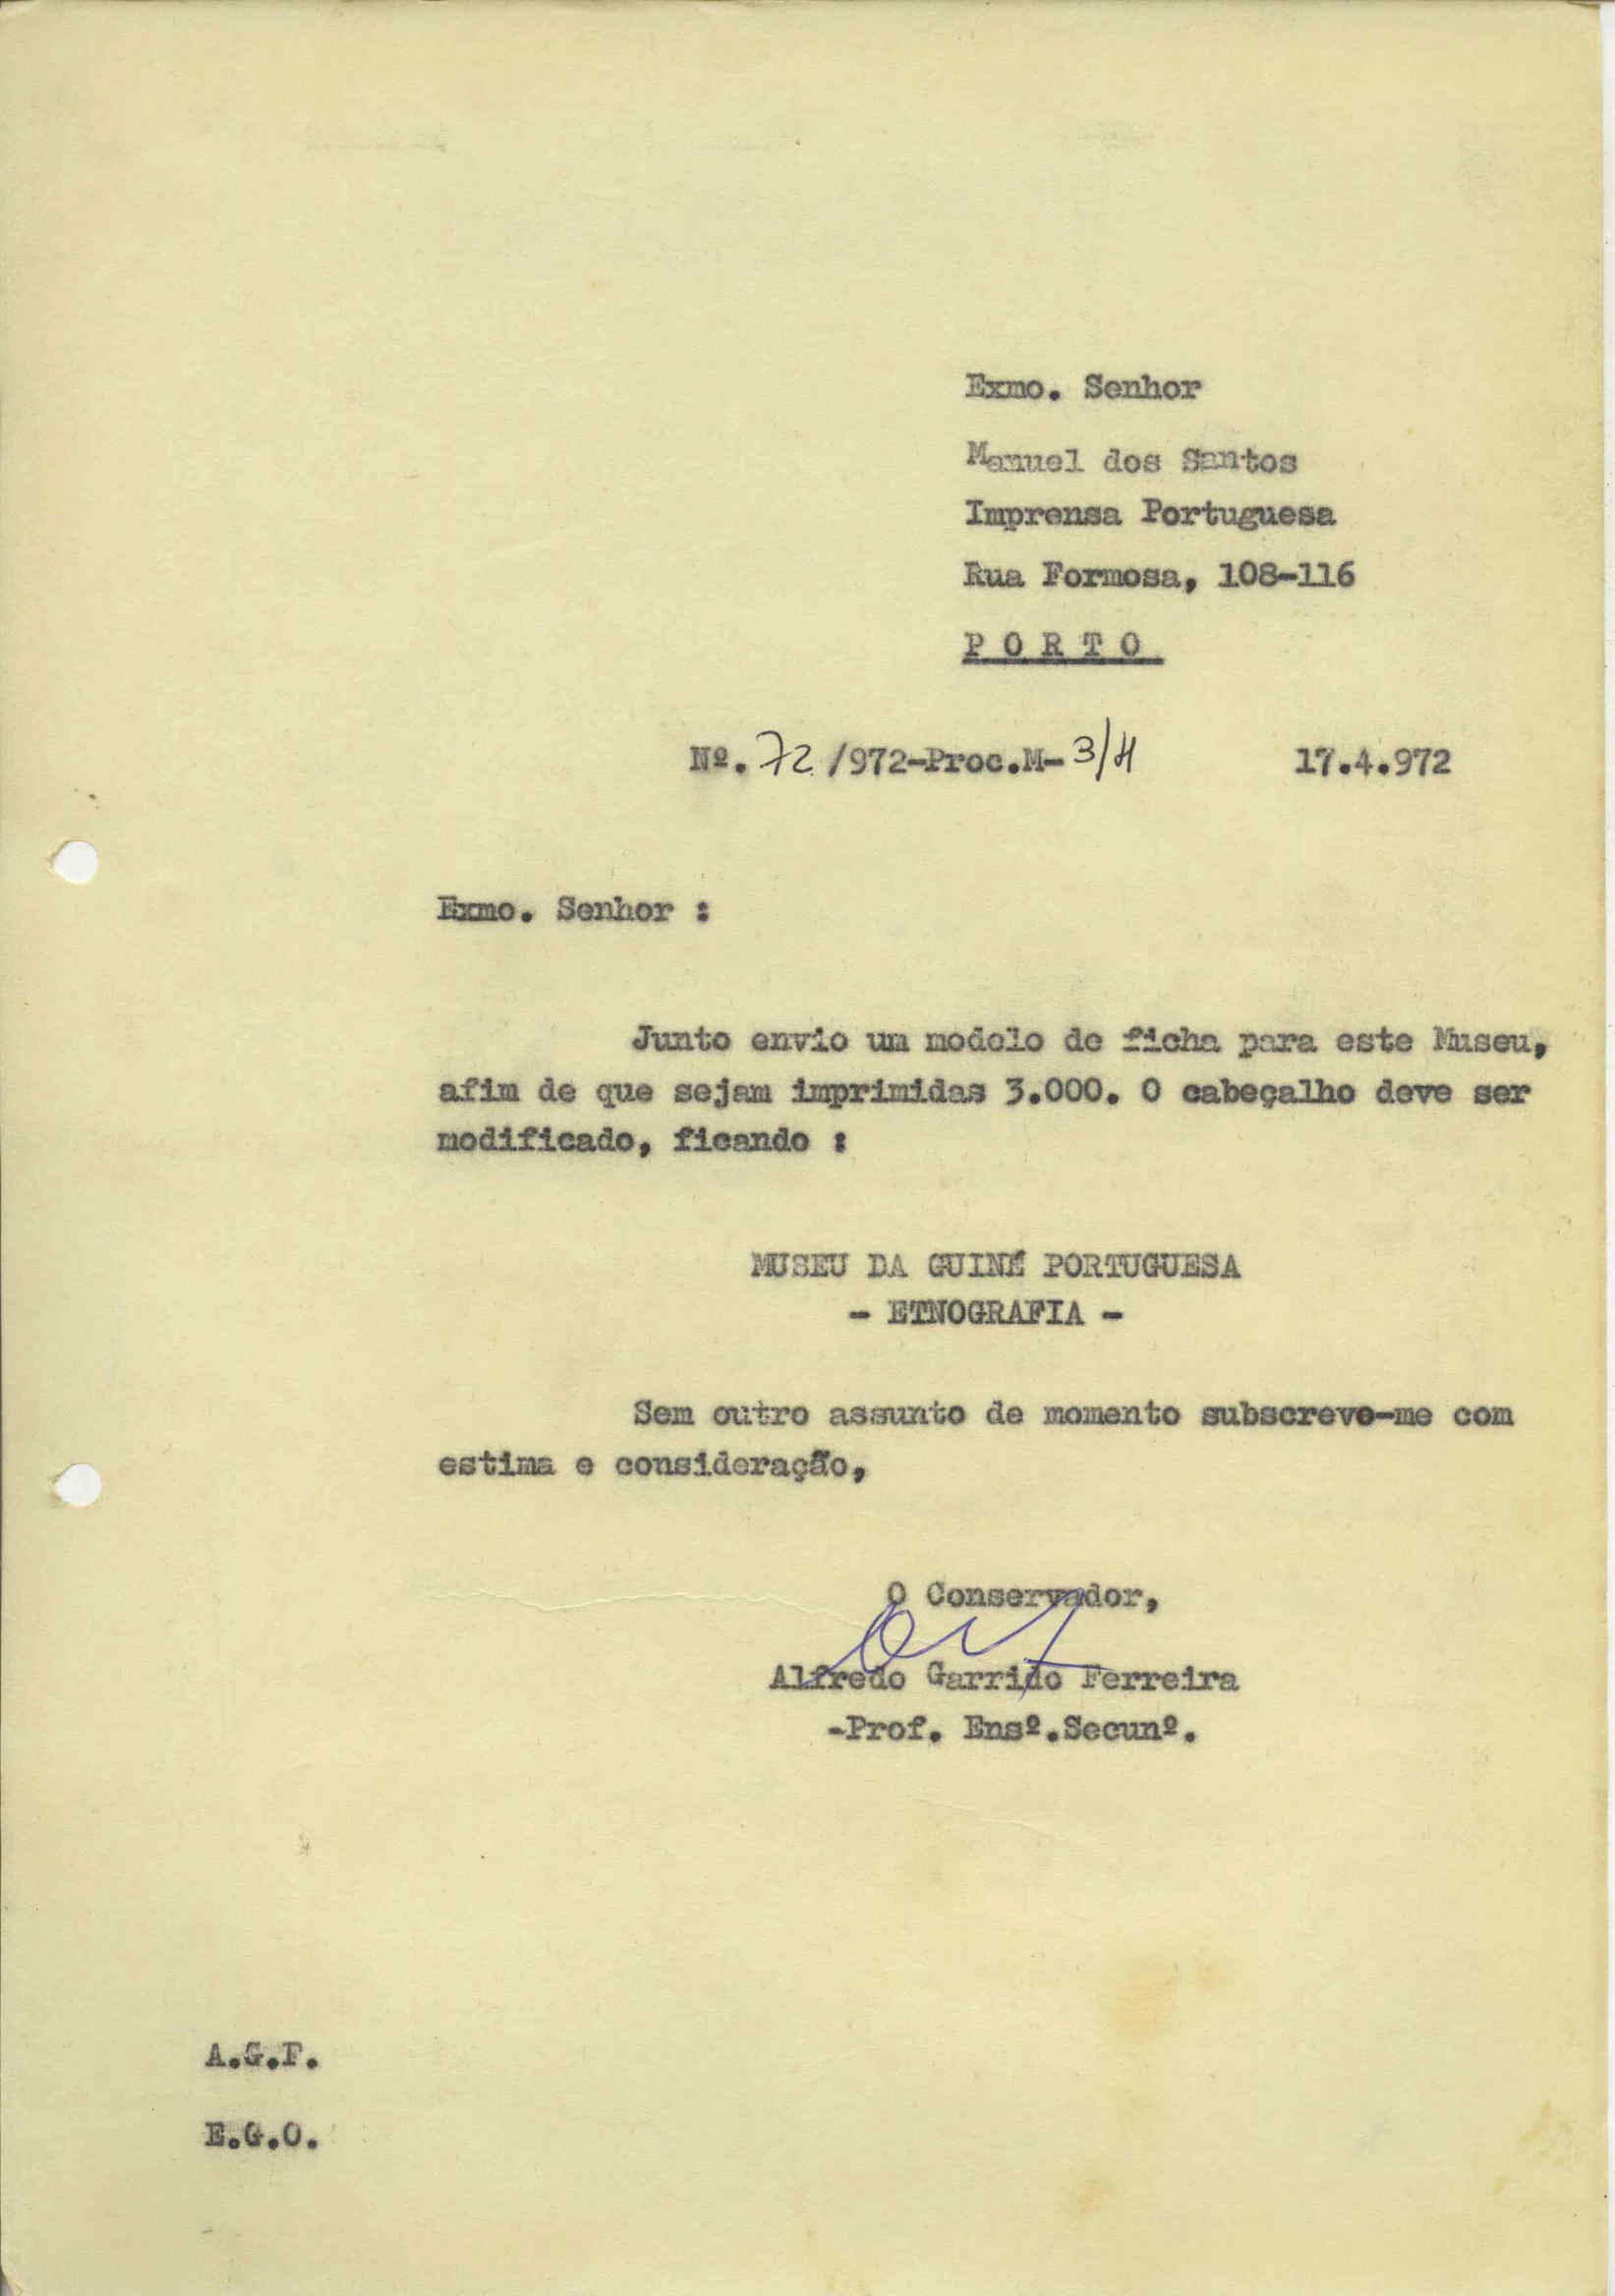 Exmo. Senhor
Manuel dos Santos
Imprensa Portuguesa
Rua Formosa, 108-116
P O R T O
Nº. 72 /972-Proc.M- 3/H 17.4.972
Exmo. Senhor :
Junto envio um modelo de ficha para este Museu,
afim de que sejam imprimidas 3.000. O cabeçalho deve ser
modificado, ficando :
MUSEU DA GUINÉ PORTUGUESA
- ETNOGRAFIA -
Sem outro assunto de momento subscrevo-me com
estima e consideração,
O Conservador,
Alfredo Garrido Ferreira
-Prof. Ensº.Secunº.
A.G.F.
E.G.O.